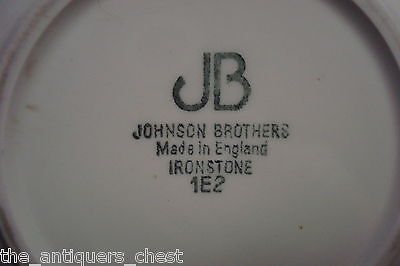 JB
JOHNSON BROTHERS
Made in England
IRONSTONE
1E2
the_antiquers_chest